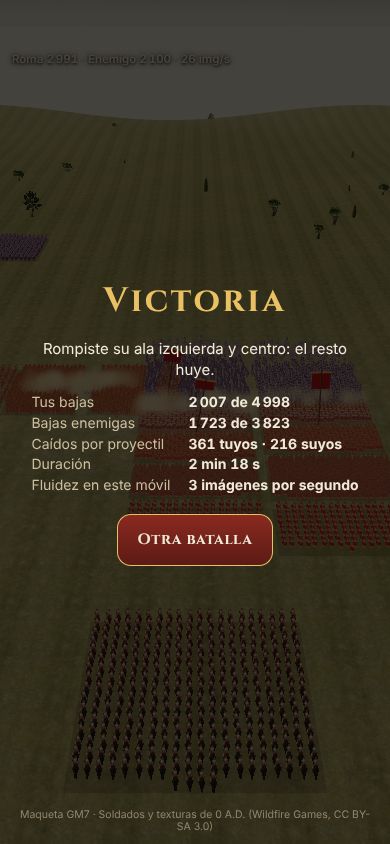 Roma 2 991 · Enemigo 2 100 · 26 img/s
VICTORIA
Rompiste su ala izquierda y centro: el resto
huye.
Tus bajas 2 007 de 4 998
Bajas enemigas 1 723 de 3 823
Caídos por proyectil 361 tuyos · 216 suyos
Duración 2 min 18 s
Fluidez en este móvil 3 imágenes por segundo
OTRA BATALLA
Maqueta GM7 · Soldados y texturas de 0 A.D. (Wildfire Games, CC BY-
SA 3.0)